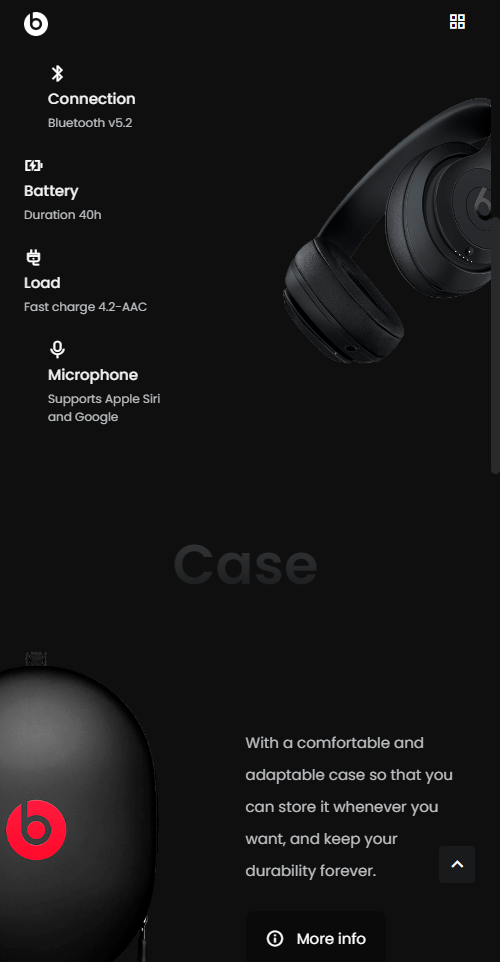 Connection
Bluetooth v5.2
Battery
Duration 40h
Load
Fast charge 4.2-AAC
Microphone
Supports Apple Siri
and Google
Case
With a comfortable and
adaptable case so that you
can store it whenever you
want, and keep your
durability forever.
More info